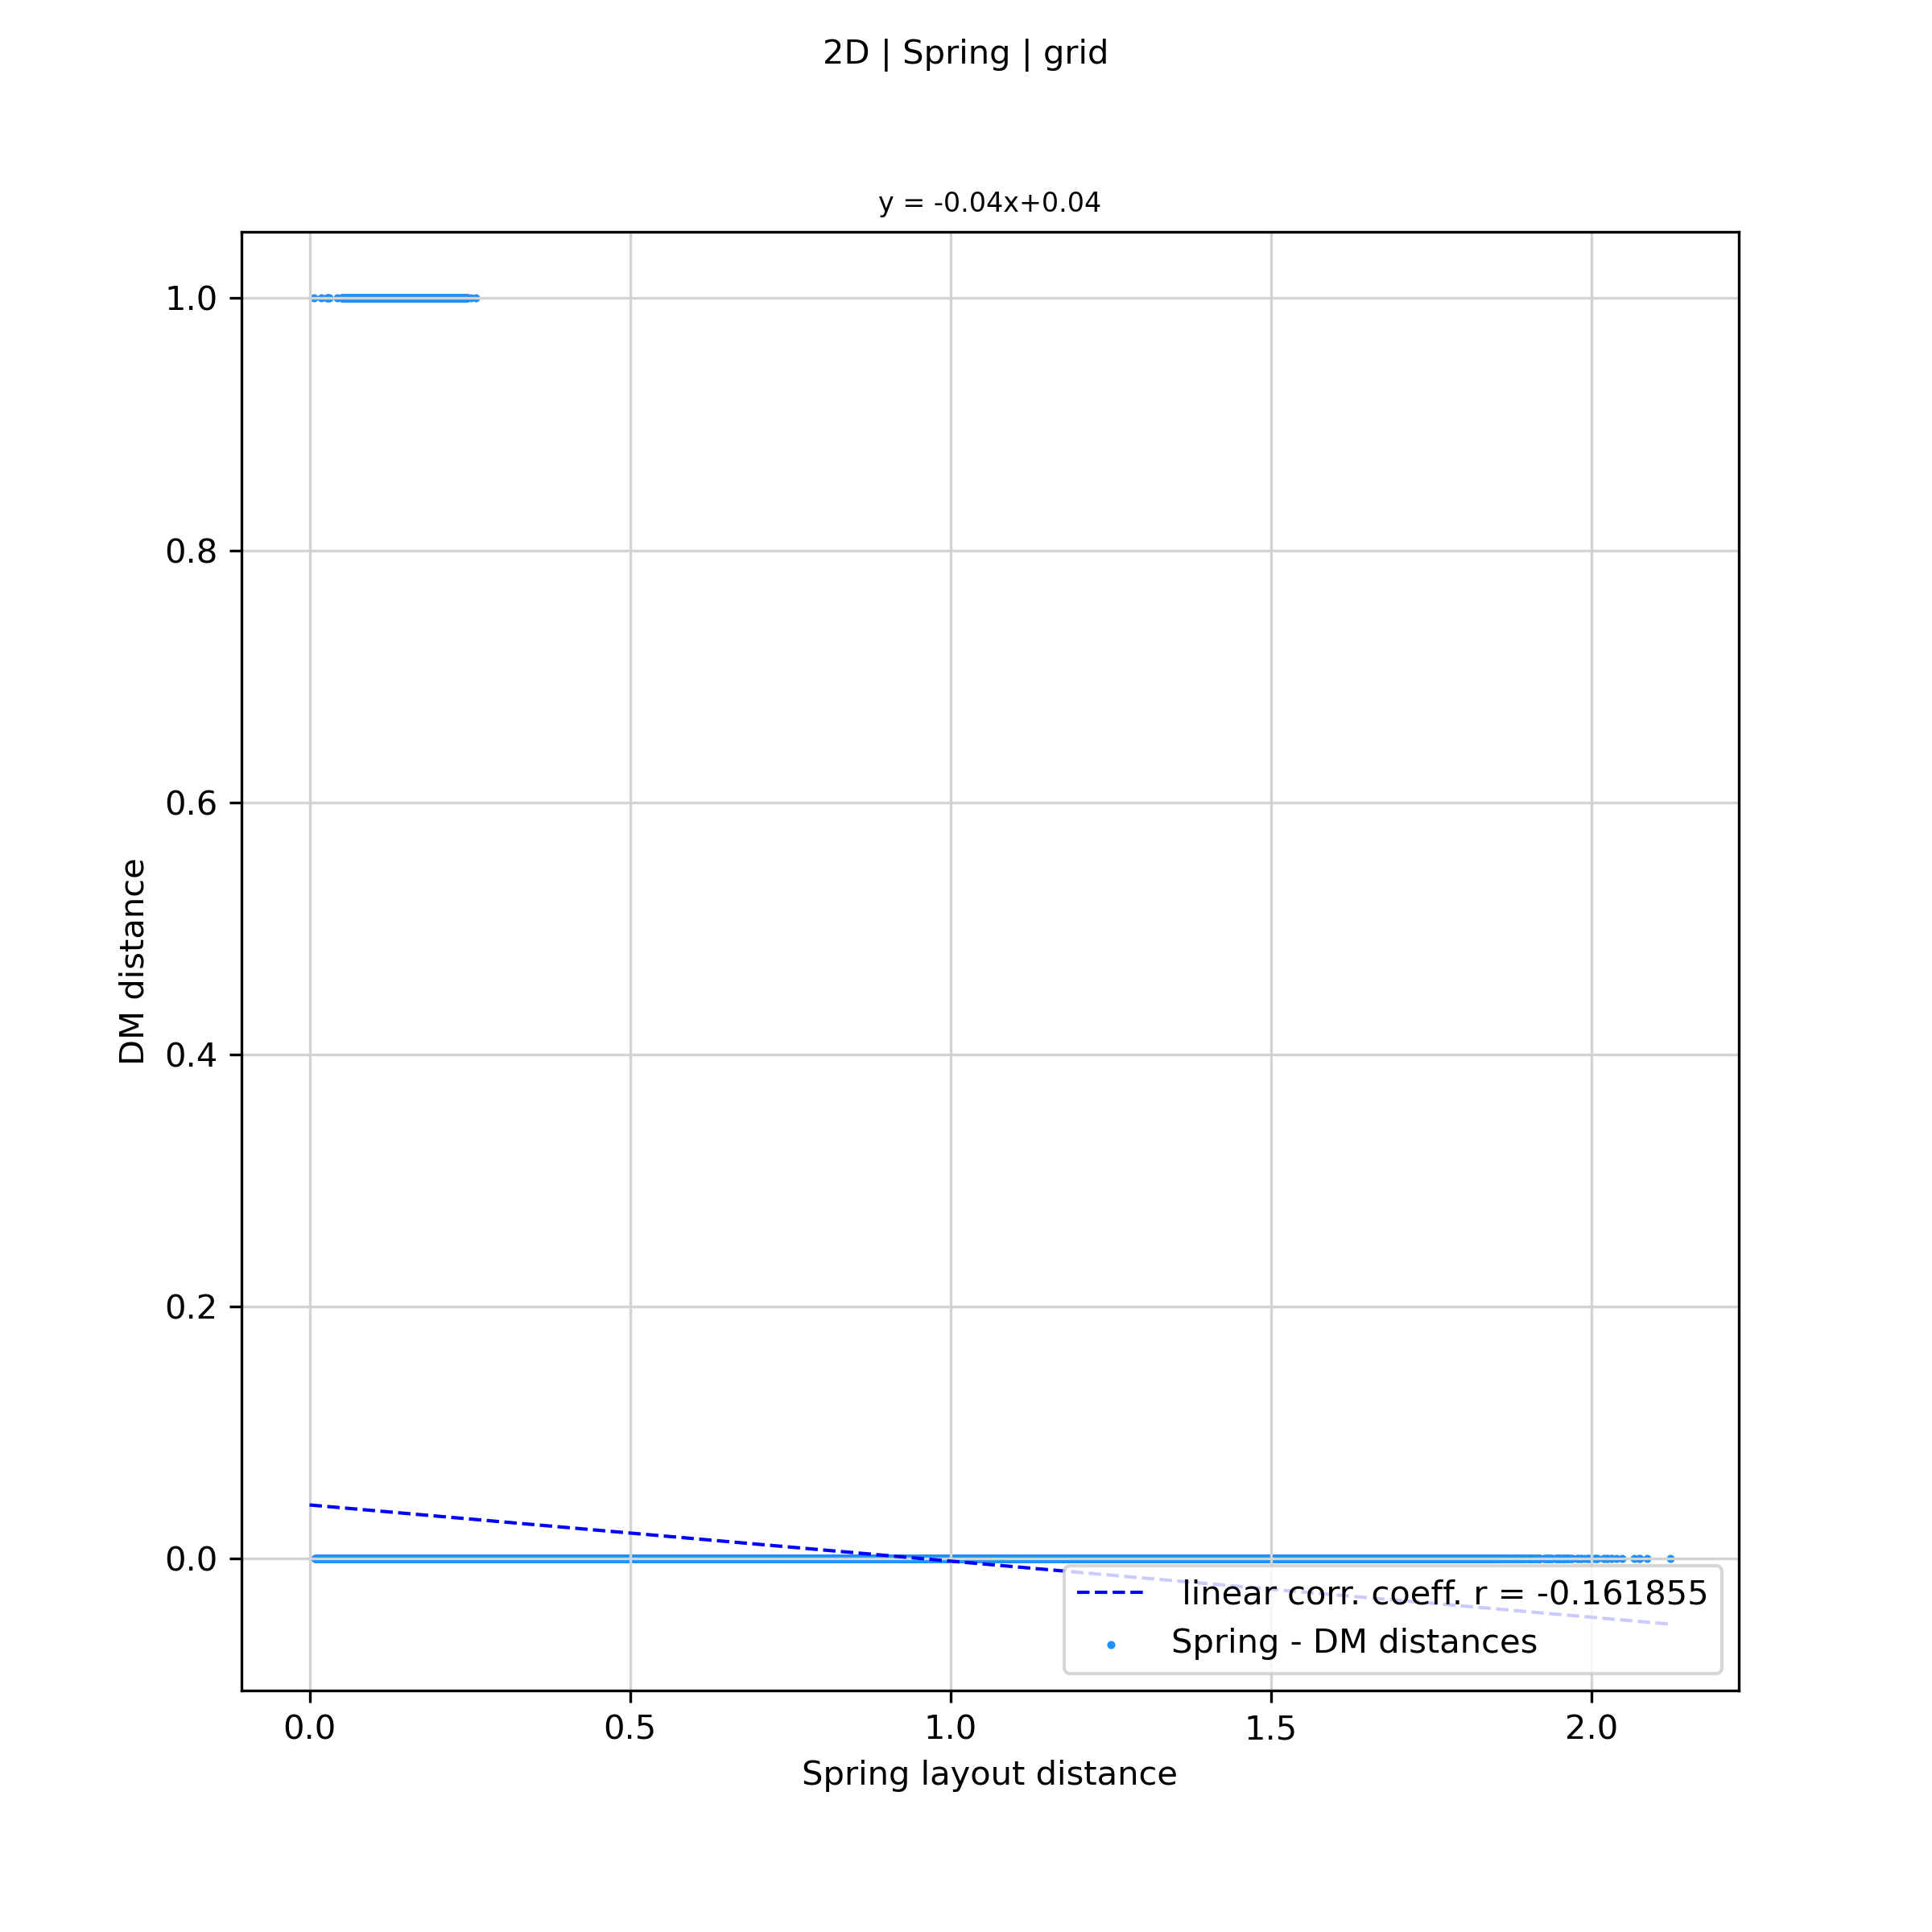 2D | Spring | grid
y = -0.04x+0.04
1.0
0.8
0.6
0.4
0.2
0.0
DM distance
linear corr. coeff. r = -0.161855
Spring - DM distances
0.0 0.5 1.0 1.5 2.0
Spring layout distance